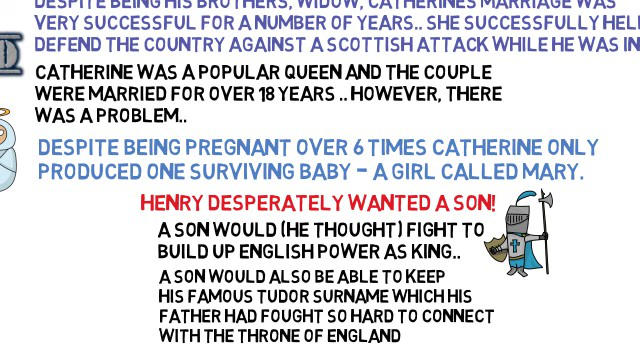 DESPITE BEING HIS BROTHERS, WIDOW, CATHERINES MARRIAGE WAS
VERY SUCCESSFUL FOR A NUMBER OF YEARS.. SHE SUCCESSFULLY HEL
DEFEND THE COUNTRY AGAINST A SCOTTISH ATTACK WHILE HE WAS IN
CATHERINE WAS A POPULAR QUEEN AND THE COUPLE
WERE MARRIED FOR OVER 18 YEARS .. HOWEVER, THERE
WAS A PROBLEM..
DESPITE BEING PREGNANT OVER 6 TIMES CATHERINE ONLY
PRODUCED ONE SURVIVING BABY - A GIRL CALLED MARY.
HENRY DESPERATELY WANTED A SON!
A SON WOULD (HE THOUGHT) FIGHT TO
BUILD UP ENGLISH POWER AS KING..
A SON WOULD ALSO BE ABLE TO KEEP
HIS FAMOUS TUDOR SURNAME WHICH HIS
FATHER HAD FOUGHT SO HARD TO CONNECT
WITH THE THRONE OF ENGLAND